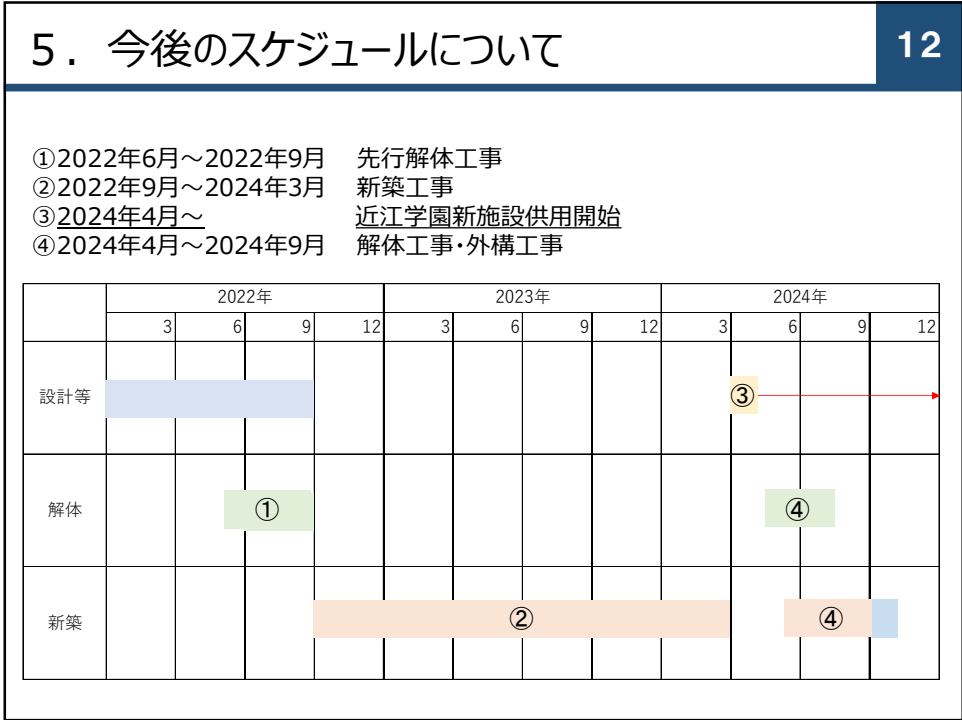 5．今後のスケジュールについて
12
①2022年6月～2022年9月　先行解体工事
②2022年9月～2024年3月　新築工事
③2024年4月～　近江学園新施設供用開始
④2024年4月～2024年9月　解体工事・外構工事
2022年 2023年 2024年
3 6 9 12 3 6 9 12 3 6 9 12
設計等 ③
解体 ① ④
新築 ② ④